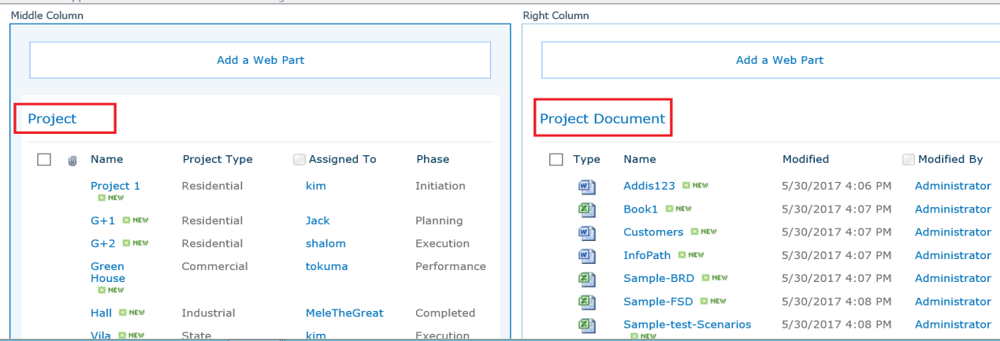 Middle Column
Right Column
Add a Web Part
Add a Web Part
Project
Project Document
Name Project Type Assigned To Phase
Project 1 Residential kim Initiation
NEW
G+1 NEW Residential Jack Planning
G+2 NEW Residential shalom Execution
Green Commercial tokuma Performance
House
NEW
Hall NEW Industrial MeleTheGreat Completed
Vila NEW State kim Execution
Type Name Modified Modified By
Addis123 NEW 5/30/2017 4:06 PM Administrator
Book1 NEW 5/30/2017 4:07 PM Administrator
Customers NEW 5/30/2017 4:07 PM Administrator
InfoPath NEW 5/30/2017 4:07 PM Administrator
Sample-BRD NEW 5/30/2017 4:07 PM Administrator
Sample-FSD NEW 5/30/2017 4:08 PM Administrator
Sample-test-Scenarios 5/30/2017 4:08 PM Administrator
NEW